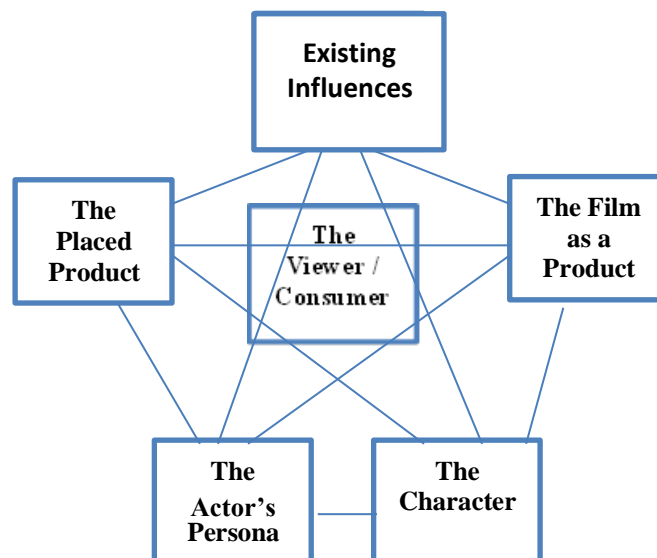 Existing
Influences
The
Placed
Product
The Film
as a
Product
The
Viewer /
Consumer
The
Actor's
Persona
The
Character